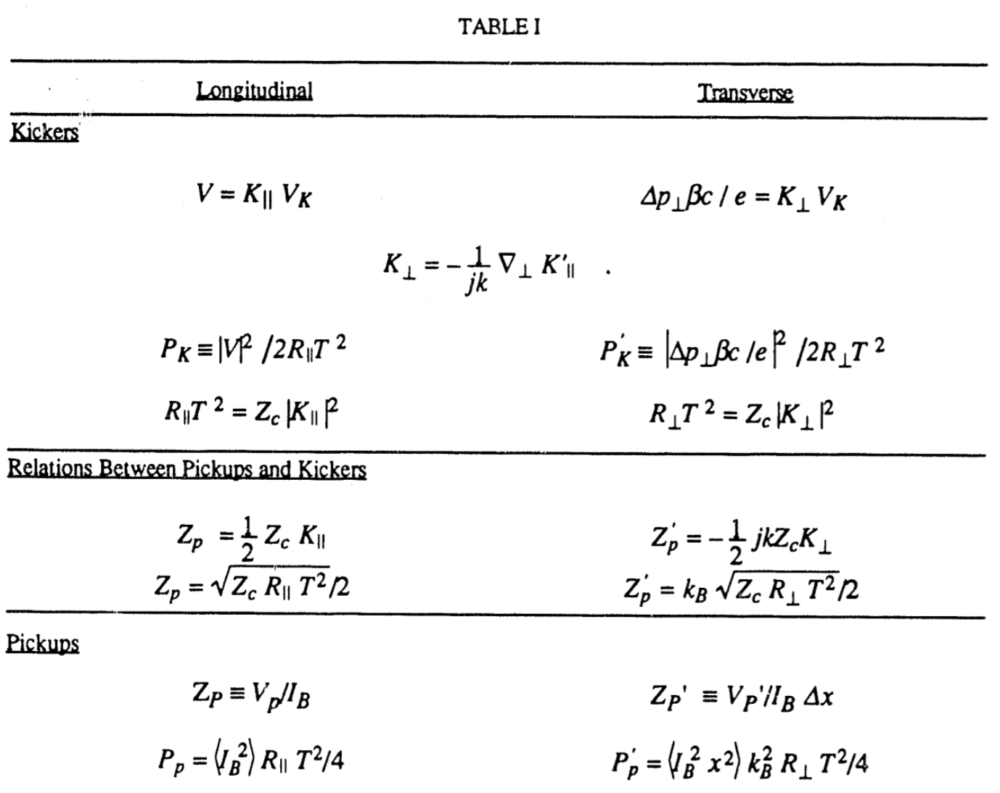 TABLE I
Longitudinal Transverse
Kickers
V = K|| V_K Δp⊥βc / e = K⊥ V_K
K⊥ = − 1/jk ∇⊥ K'|| .
P_K ≡ |V|² /2R||T² P'_K ≡ |Δp⊥βc /e|² /2R⊥T²
R||T² = Z_c |K|||² R⊥T² = Z_c |K⊥|²
Relations Between Pickups and Kickers
Z_p = 1/2 Z_c K|| Z'_p = − 1/2 jkZ_cK⊥
Z_p = √(Z_c R|| T²)/2 Z'_p = k_B √(Z_c R⊥ T²)/2
Pickups
Z_P ≡ V_p/I_B Z_P' ≡ V_P'/I_B Δx
P_p = ⟨I_B²⟩ R|| T²/4 P'_p = ⟨I_B² x²⟩ k_B² R⊥ T²/4